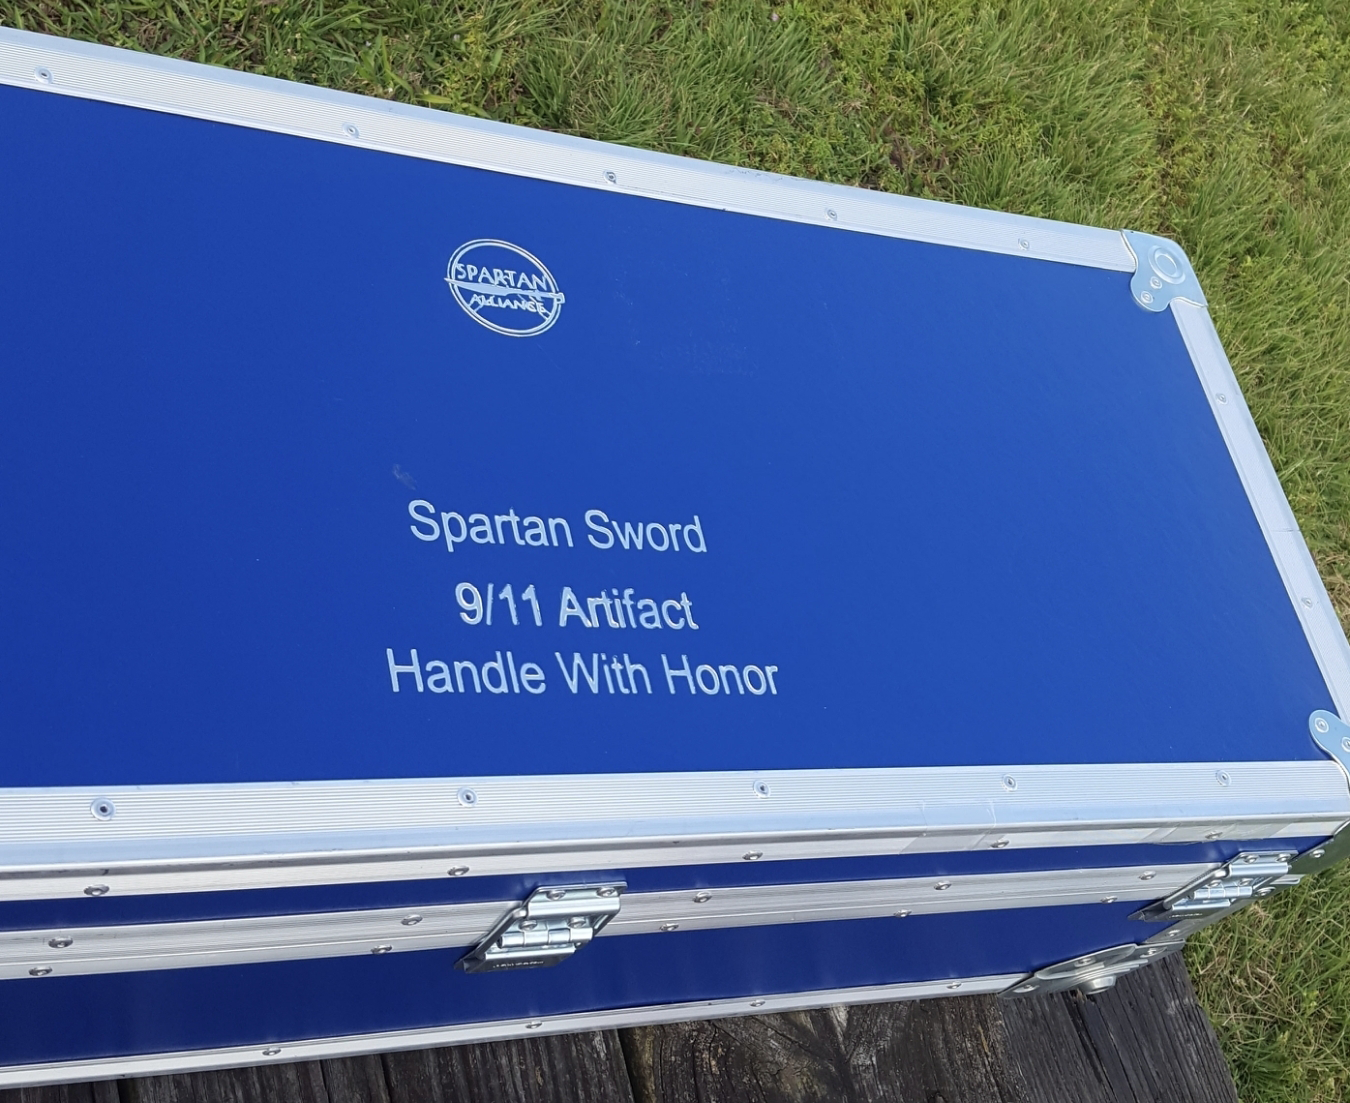 SPARTAN
ALLIANCE
Spartan Sword
9/11 Artifact
Handle With Honor